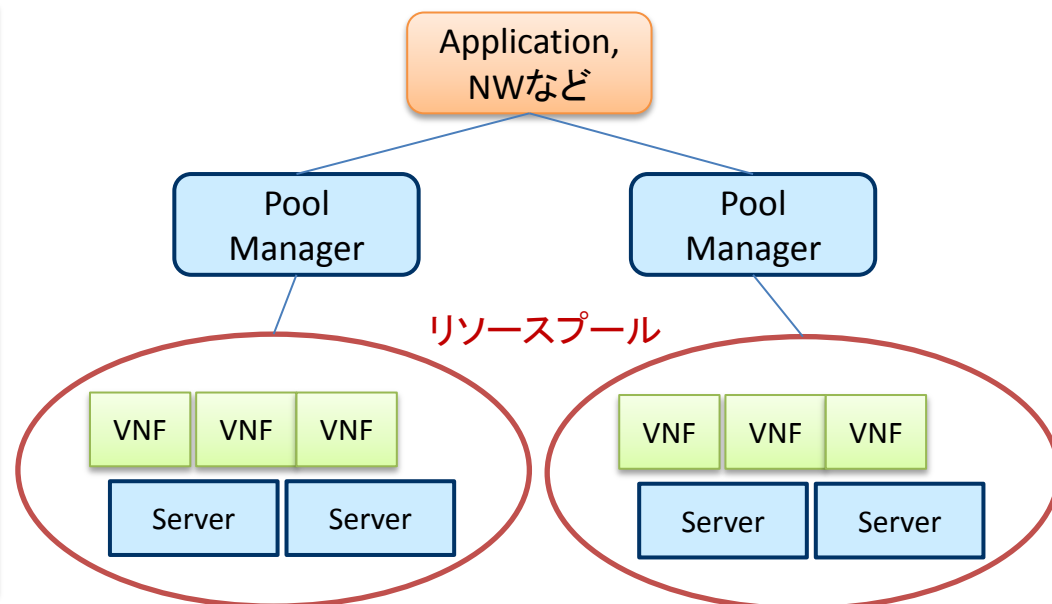 Application,
NWなど
Pool
Manager
Pool
Manager
リソースプール
VNF VNF VNF
Server Server
VNF VNF VNF
Server Server